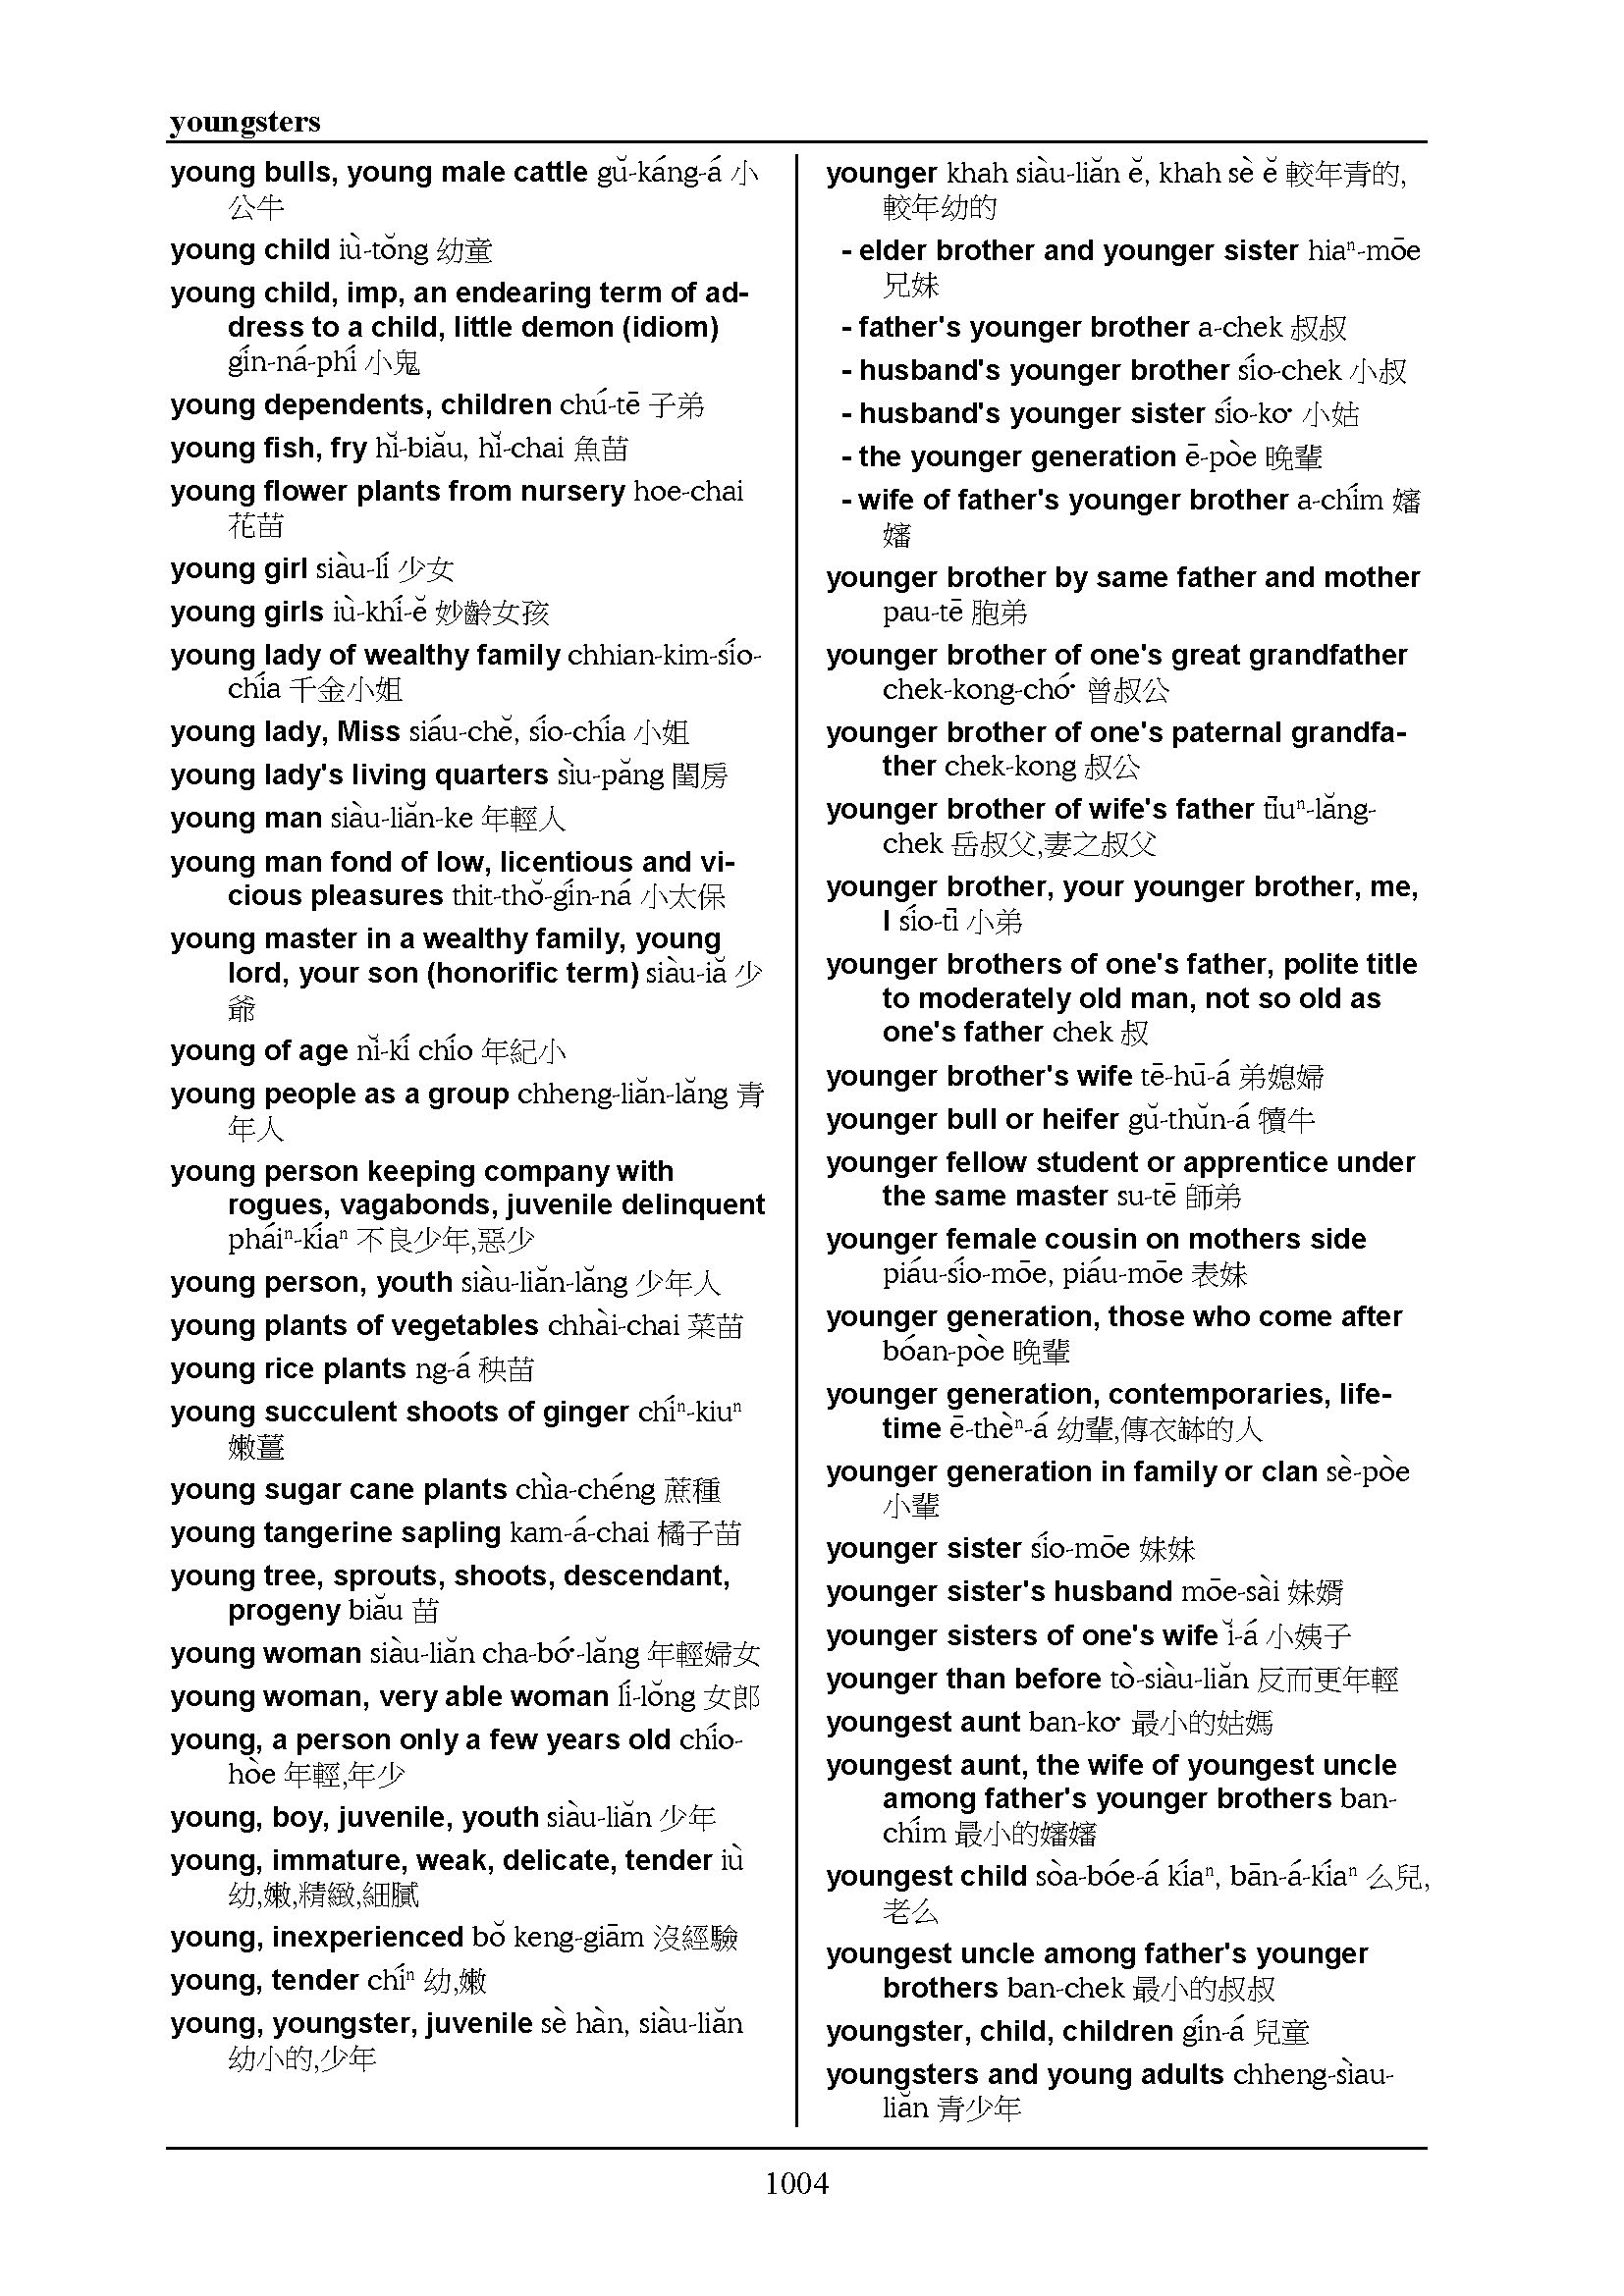 youngsters
young bulls, young male cattle gŭ-káng-á 小
公牛
young child iù-tŏng 幼童
young child, imp, an endearing term of ad-
dress to a child, little demon (idiom)
gín-ná-phí 小鬼
young dependents, children chú-tē 子弟
young fish, fry hĭ-biău, hĭ-chai 魚苗
young flower plants from nursery hoe-chai
花苗
young girl siàu-lí 少女
young girls iù-khí-ĕ 妙齡女孩
young lady of wealthy family chhian-kim-sío-
chía 千金小姐
young lady, Miss siáu-chĕ, sío-chía 小姐
young lady's living quarters sìu-păng 閨房
young man siàu-liăn-ke 年輕人
young man fond of low, licentious and vi-
cious pleasures thit-thŏ-gín-ná 小太保
young master in a wealthy family, young
lord, your son (honorific term) siàu-iă 少
爺
young of age nĭ-kí chío 年紀小
young people as a group chheng-liăn-lăng 青
年人
young person keeping company with
rogues, vagabonds, juvenile delinquent
pháiⁿ-kíaⁿ 不良少年,惡少
young person, youth siàu-liăn-lăng 少年人
young plants of vegetables chhài-chai 菜苗
young rice plants ng-á 秧苗
young succulent shoots of ginger chíⁿ-kiuⁿ
嫩薑
young sugar cane plants chìa-chéng 蔗種
young tangerine sapling kam-á-chai 橘子苗
young tree, sprouts, shoots, descendant,
progeny biău 苗
young woman siàu-liăn cha-bó͘-lăng 年輕婦女
young woman, very able woman lí-lŏng 女郎
young, a person only a few years old chío-
hòe 年輕,年少
young, boy, juvenile, youth siàu-liăn 少年
young, immature, weak, delicate, tender iù
幼,嫩,精緻,細膩
young, inexperienced bŏ keng-giām 沒經驗
young, tender chíⁿ 幼,嫩
young, youngster, juvenile sè hàn, siàu-liăn
幼小的,少年
younger khah siàu-liăn ĕ, khah sè ĕ 較年青的,
較年幼的
- elder brother and younger sister hiaⁿ-mōe
兄妹
- father's younger brother a-chek 叔叔
- husband's younger brother sío-chek 小叔
- husband's younger sister sío-ko͘ 小姑
- the younger generation ē-pòe 晚輩
- wife of father's younger brother a-chím 嬸
嬸
younger brother by same father and mother
pau-tē 胞弟
younger brother of one's great grandfather
chek-kong-chó͘ 曾叔公
younger brother of one's paternal grandfa-
ther chek-kong 叔公
younger brother of wife's father tīuⁿ-lăng-
chek 岳叔父,妻之叔父
younger brother, your younger brother, me,
I sío-tī 小弟
younger brothers of one's father, polite title
to moderately old man, not so old as
one's father chek 叔
younger brother's wife tē-hū-á 弟媳婦
younger bull or heifer gŭ-thŭn-á 犢牛
younger fellow student or apprentice under
the same master su-tē 師弟
younger female cousin on mothers side
piáu-sío-mōe, piáu-mōe 表妹
younger generation, those who come after
bóan-pòe 晚輩
younger generation, contemporaries, life-
time ē-thèⁿ-á 幼輩,傳衣缽的人
younger generation in family or clan sè-pòe
小輩
younger sister sío-mōe 妹妹
younger sister's husband mōe-sài 妹婿
younger sisters of one's wife ĭ-á 小姨子
younger than before tò-siàu-liăn 反而更年輕
youngest aunt ban-ko͘ 最小的姑媽
youngest aunt, the wife of youngest uncle
among father's younger brothers ban-
chím 最小的嬸嬸
youngest child sòa-bóe-á kíaⁿ, bān-á-kíaⁿ 么兒,
老么
youngest uncle among father's younger
brothers ban-chek 最小的叔叔
youngster, child, children gín-á 兒童
youngsters and young adults chheng-sìau-
liăn 青少年
1004